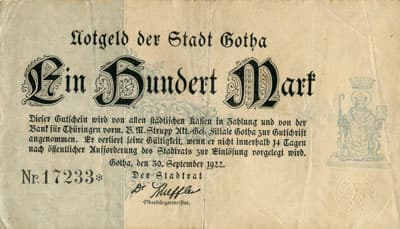 Notgeld der Stadt Gotha
Ein Hundert Mark
Dieser Gutschein wird von allen städtischen Kassen in Zahlung und von der
Bank für Thüringen vorm. B. M. Strupp Akt.-Ges. Filiale Gotha zur Gutschrift
angenommen. Er verliert seine Gültigkeit, wenn er nicht innerhalb 14 Tagen
nach öffentlicher Aufforderung des Stadtrats zur Einlösung vorgelegt wird.
Gotha, den 30. September 1922.
Der Stadtrat
Nr. 17233*
Dr.
Oberbürgermeister.